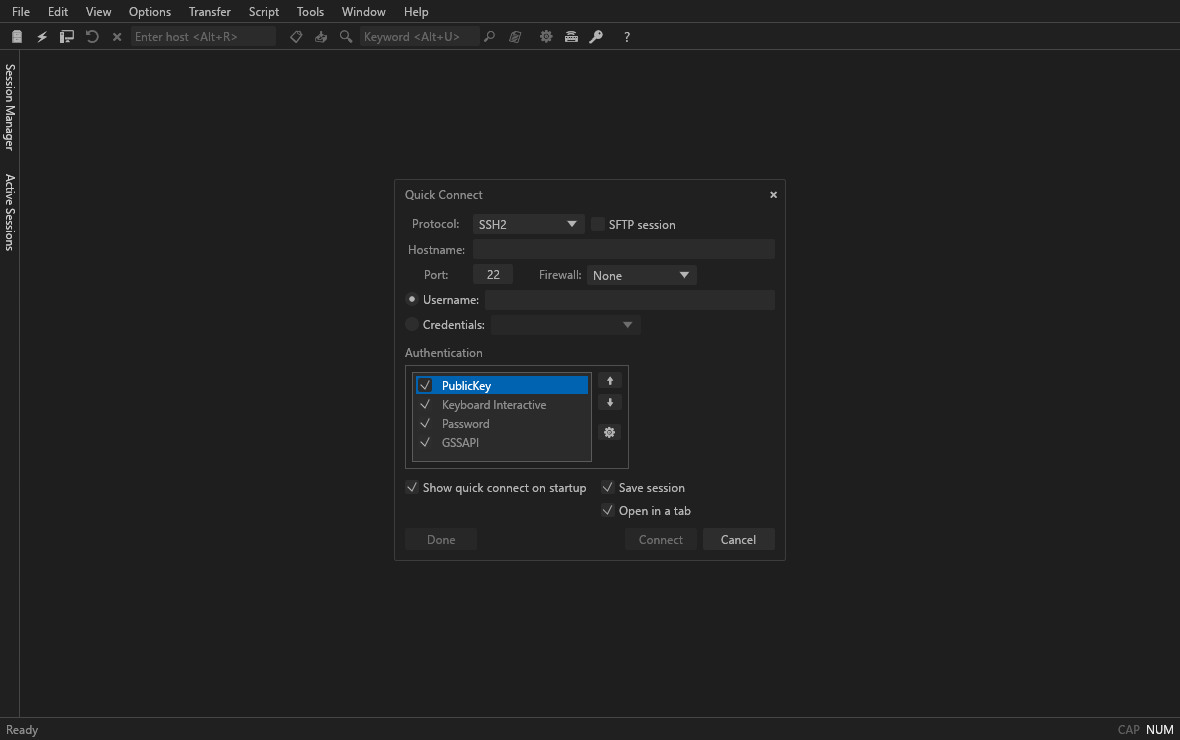 File Edit View Options Transfer Script Tools Window Help
Enter host <Alt+R> Keyword <Alt+U> ?
Session Manager
Active Sessions
Quick Connect
Protocol: SSH2 SFTP session
Hostname:
Port: 22 Firewall: None
Username:
Credentials:
Authentication
PublicKey
Keyboard Interactive
Password
GSSAPI
Show quick connect on startup Save session
Open in a tab
Done Connect Cancel
Ready CAP NUM